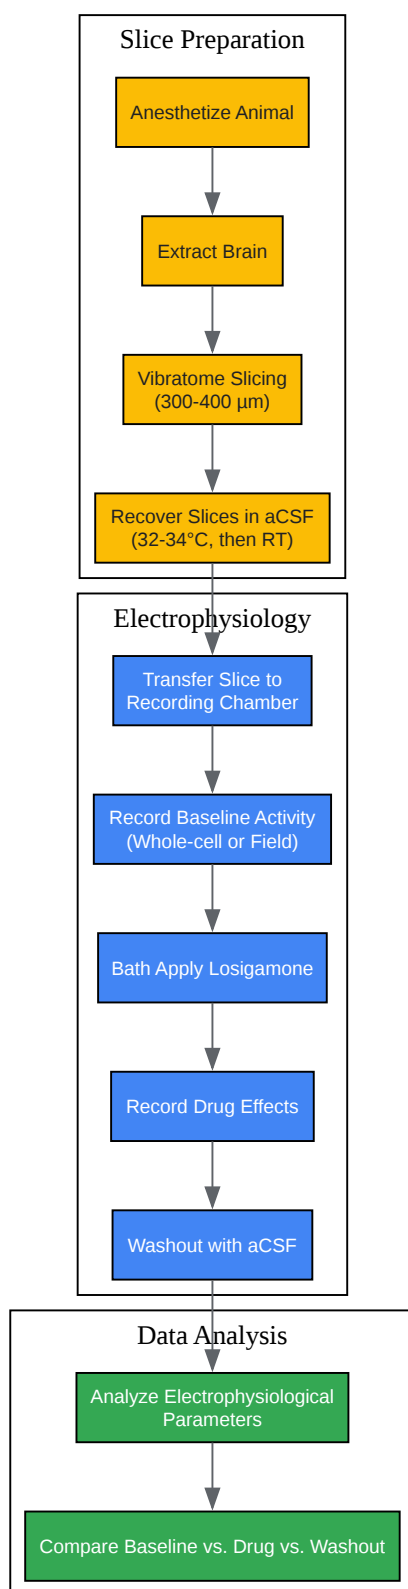 Slice Preparation
Anesthetize Animal
Extract Brain
Vibratome Slicing
(300-400 µm)
Recover Slices in aCSF
(32-34°C, then RT)
Electrophysiology
Transfer Slice to
Recording Chamber
Record Baseline Activity
(Whole-cell or Field)
Bath Apply Losigamone
Record Drug Effects
Washout with aCSF
Data Analysis
Analyze Electrophysiological
Parameters
Compare Baseline vs. Drug vs. Washout